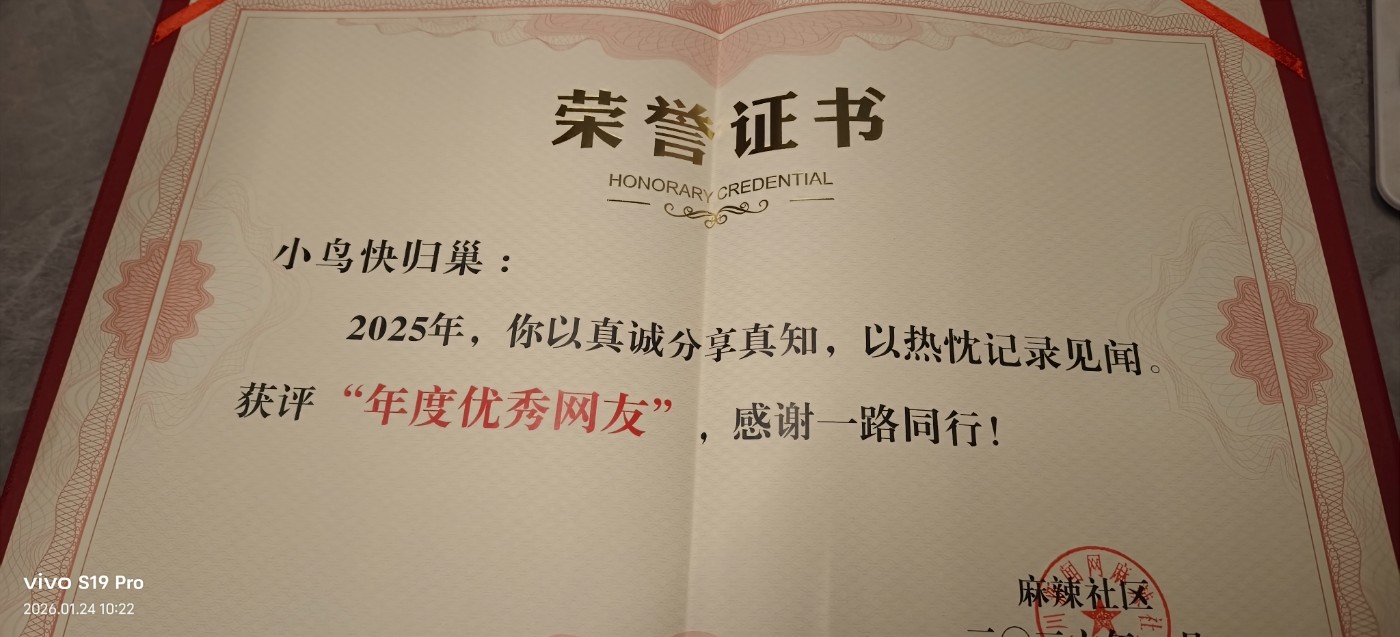 荣誉证书
HONORARY CREDENTIAL
小鸟快归巢：
2025年，你以真诚分享真知，以热忱记录见闻。
获评“年度优秀网友”，感谢一路同行！
麻辣社区
vivo S19 Pro
2026.01.24 10:22